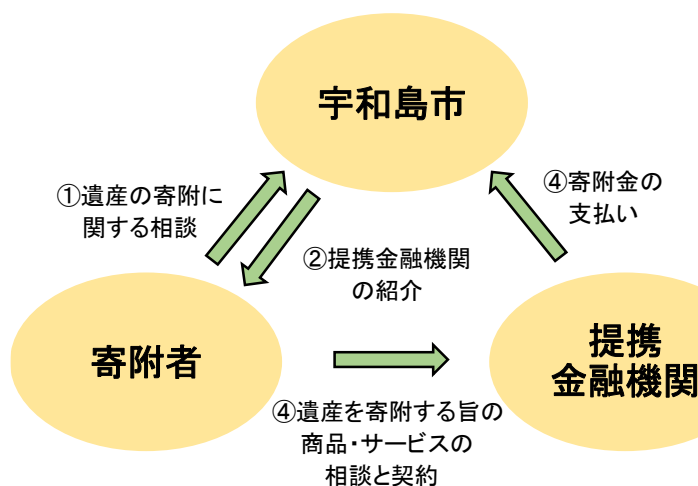 宇和島市
①遺産の寄附に
関する相談
④寄附金の
支払い
②提携金融機関
の紹介
寄附者
提携
金融機関
④遺産を寄附する旨の
商品・サービスの
相談と契約